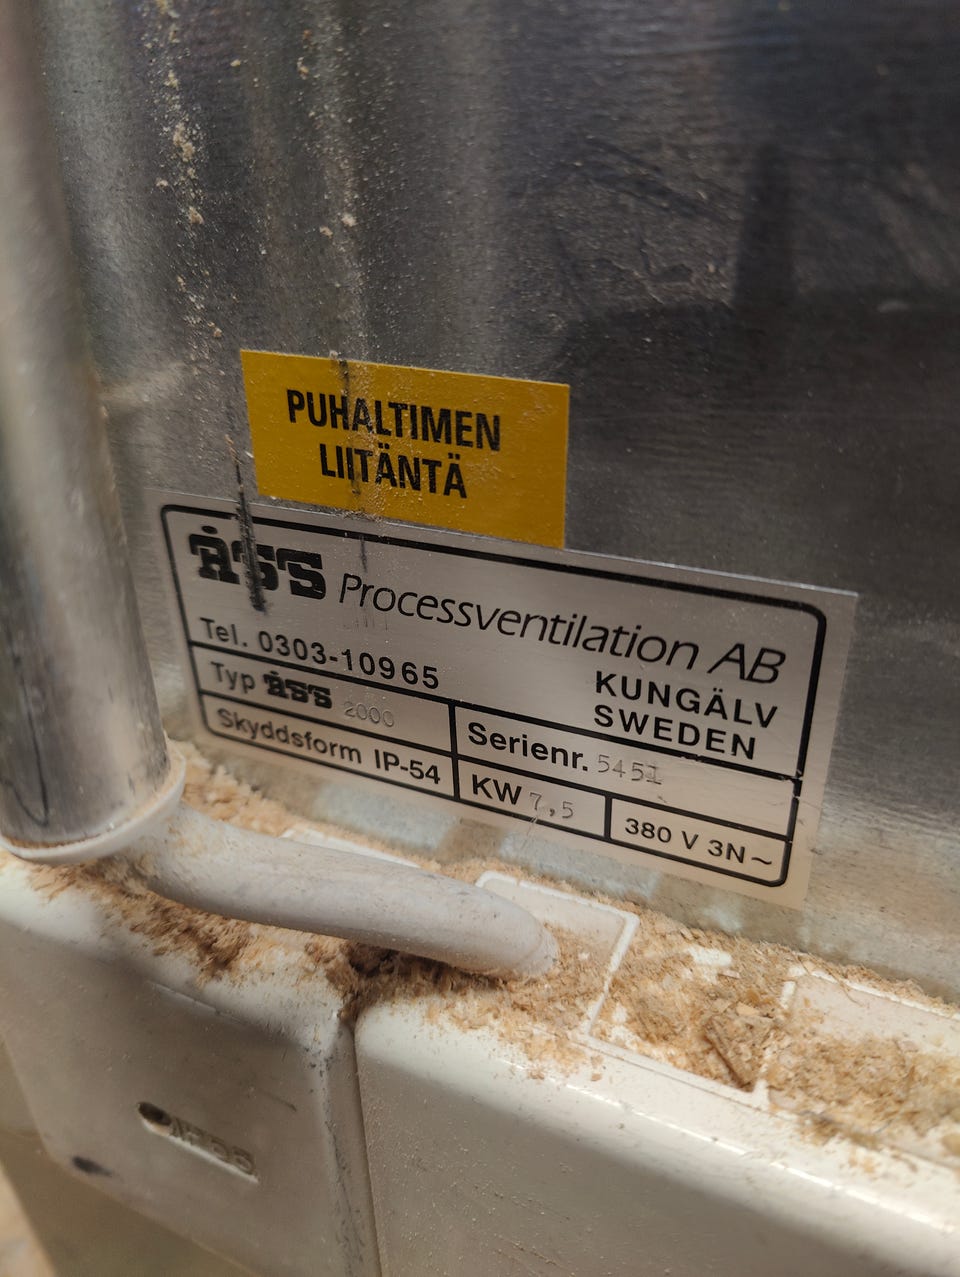 PUHALTIMEN
LIITÄNTÄ
ÅSS Processventilation AB
Tel. 0303-10965
KUNGÄLV
SWEDEN
Typ ÅSS 2000
Serienr. 5451
Skyddsform IP-54
KW 7,5
380 V 3N~